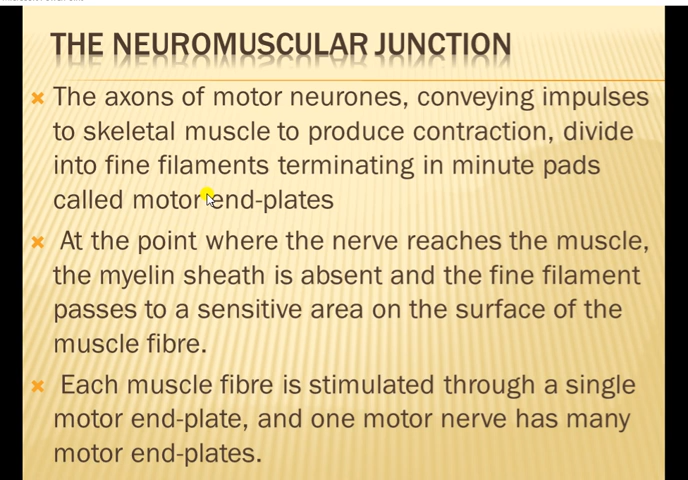 THE NEUROMUSCULAR JUNCTION
The axons of motor neurones, conveying impulses
to skeletal muscle to produce contraction, divide
into fine filaments terminating in minute pads
called motor end-plates
At the point where the nerve reaches the muscle,
the myelin sheath is absent and the fine filament
passes to a sensitive area on the surface of the
muscle fibre.
Each muscle fibre is stimulated through a single
motor end-plate, and one motor nerve has many
motor end-plates.